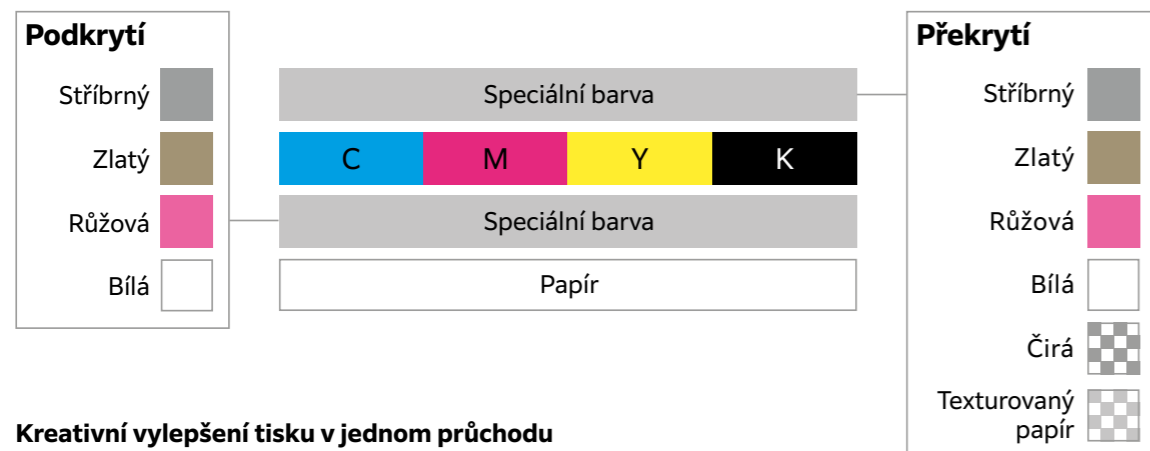 Podkrytí
Stříbrný
Zlatý
Růžová
Bílá
Speciální barva
C M Y K
Speciální barva
Papír
Překrytí
Stříbrný
Zlatý
Růžová
Bílá
Čirá
Texturovaný
papír
Kreativní vylepšení tisku v jednom průchodu